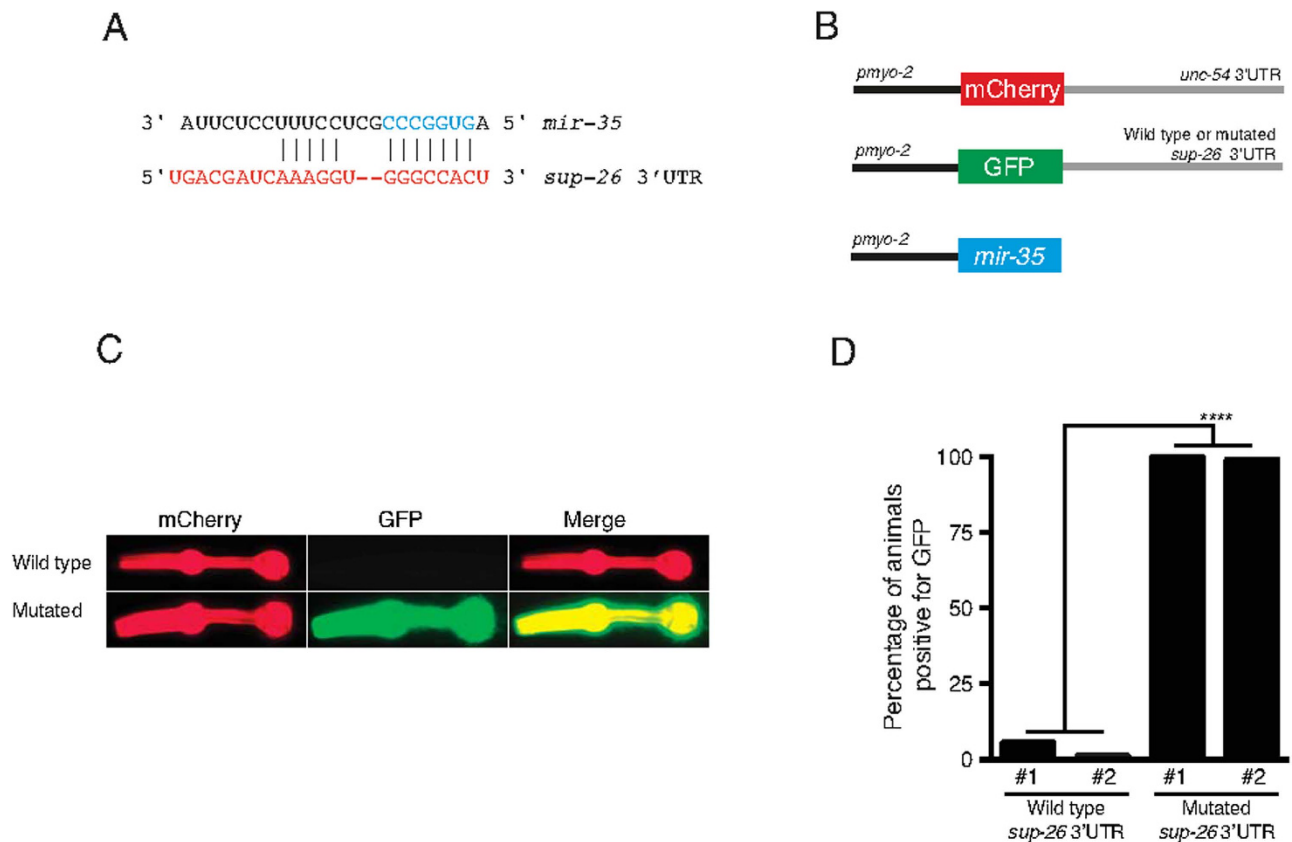 A
3' AUUCUCCUUUCCUCGCCCGGUGA 5' mir-35
5'UGACGAUCAAAGGU--GGGCCACU 3' sup-26 3'UTR
B
pmyo-2 mCherry unc-54 3'UTR
Wild type or mutated
pmyo-2 GFP sup-26 3'UTR
pmyo-2 mir-35
C
mCherry GFP Merge
Wild type
Mutated
D
****
Percentage of animals
positive for GFP
100
75
50
25
0
#1 #2 #1 #2
Wild type Mutated
sup-26 3'UTR sup-26 3'UTR